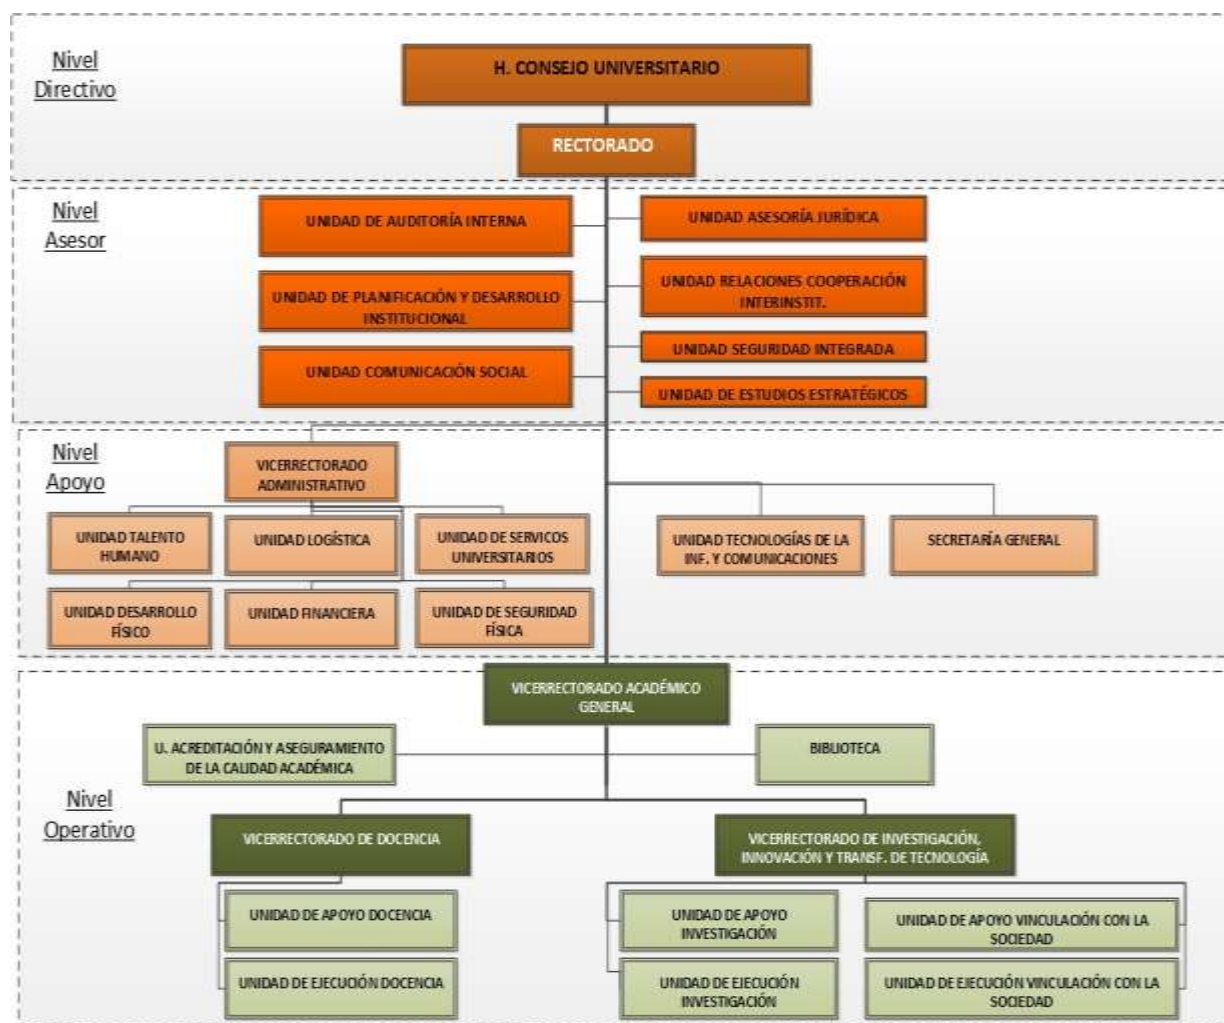 Nivel
Directivo
H. CONSEJO UNIVERSITARIO
RECTORADO
Nivel
Asesor
UNIDAD DE AUDITORÍA INTERNA
UNIDAD ASESORÍA JURÍDICA
UNIDAD DE PLANIFICACIÓN Y DESARROLLO
INSTITUCIONAL
UNIDAD RELACIONES COOPERACIÓN
INTERINSTIT.
UNIDAD COMUNICACIÓN SOCIAL
UNIDAD SEGURIDAD INTEGRADA
UNIDAD DE ESTUDIOS ESTRATÉGICOS
Nivel
Apoyo
VICERRECTORADO
ADMINISTRATIVO
UNIDAD TALENTO
HUMANO
UNIDAD LOGÍSTICA
UNIDAD DE SERVICOS
UNIVERSITARIOS
UNIDAD TECNOLOGÍAS DE LA
INF. Y COMUNICACIONES
SECRETARÍA GENERAL
UNIDAD DESARROLLO
FÍSICO
UNIDAD FINANCIERA
UNIDAD DE SEGURIDAD
FÍSICA
Nivel
Operativo
VICERRECTORADO ACADÉMICO
GENERAL
U. ACREDITACIÓN Y ASEGURAMIENTO
DE LA CALIDAD ACADÉMICA
BIBLIOTECA
VICERRECTORADO DE DOCENCIA
VICERRECTORADO DE INVESTIGACIÓN,
INNOVACIÓN Y TRANSF. DE TECNOLOGÍA
UNIDAD DE APOYO DOCENCIA
UNIDAD DE APOYO
INVESTIGACIÓN
UNIDAD DE APOYO VINCULACIÓN CON LA
SOCIEDAD
UNIDAD DE EJECUCIÓN DOCENCIA
UNIDAD DE EJECUCIÓN
INVESTIGACIÓN
UNIDAD DE EJECUCIÓN VINCULACIÓN CON LA
SOCIEDAD